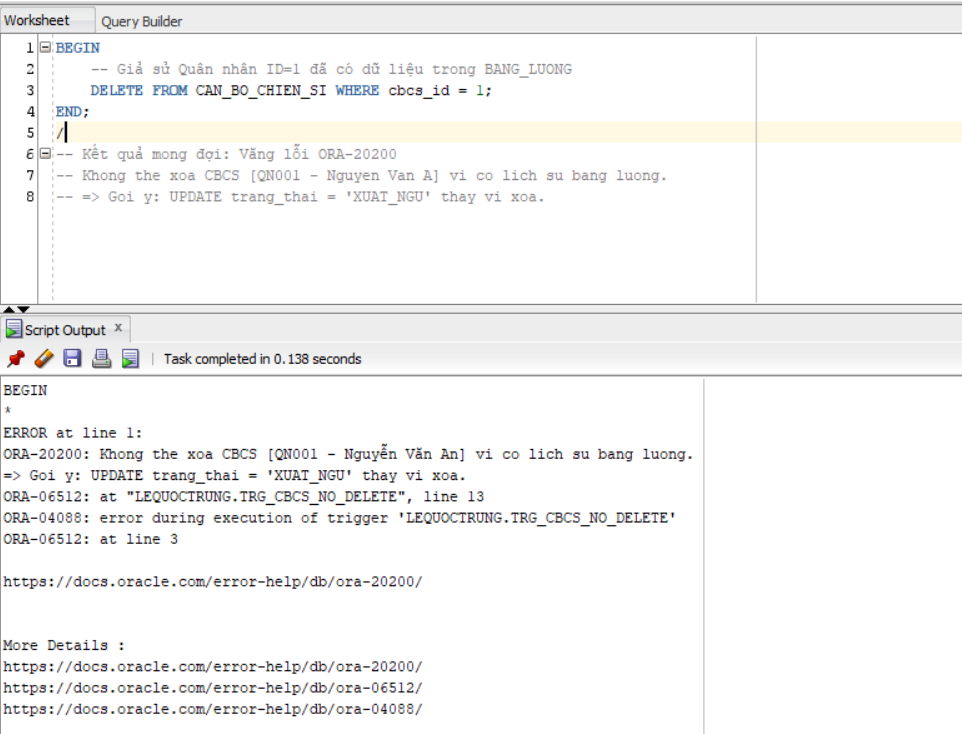 Worksheet Query Builder
1 BEGIN
2 -- Giả sử Quân nhân ID=1 đã có dữ liệu trong BANG_LUONG
3 DELETE FROM CAN_BO_CHIEN_SI WHERE cbcs_id = 1;
4 END;
5 /
6 -- Kết quả mong đợi: Văng lỗi ORA-20200
7 -- Khong the xoa CBCS [QN001 - Nguyen Van A] vi co lich su bang luong.
8 -- => Goi y: UPDATE trang_thai = 'XUAT_NGU' thay vi xoa.
Script Output x
Task completed in 0.138 seconds
BEGIN
*
ERROR at line 1:
ORA-20200: Khong the xoa CBCS [QN001 - Nguyễn Văn An] vi co lich su bang luong.
=> Goi y: UPDATE trang_thai = 'XUAT_NGU' thay vi xoa.
ORA-06512: at "LEQUOCTRUNG.TRG_CBCS_NO_DELETE", line 13
ORA-04088: error during execution of trigger 'LEQUOCTRUNG.TRG_CBCS_NO_DELETE'
ORA-06512: at line 3
https://docs.oracle.com/error-help/db/ora-20200/
More Details :
https://docs.oracle.com/error-help/db/ora-20200/
https://docs.oracle.com/error-help/db/ora-06512/
https://docs.oracle.com/error-help/db/ora-04088/